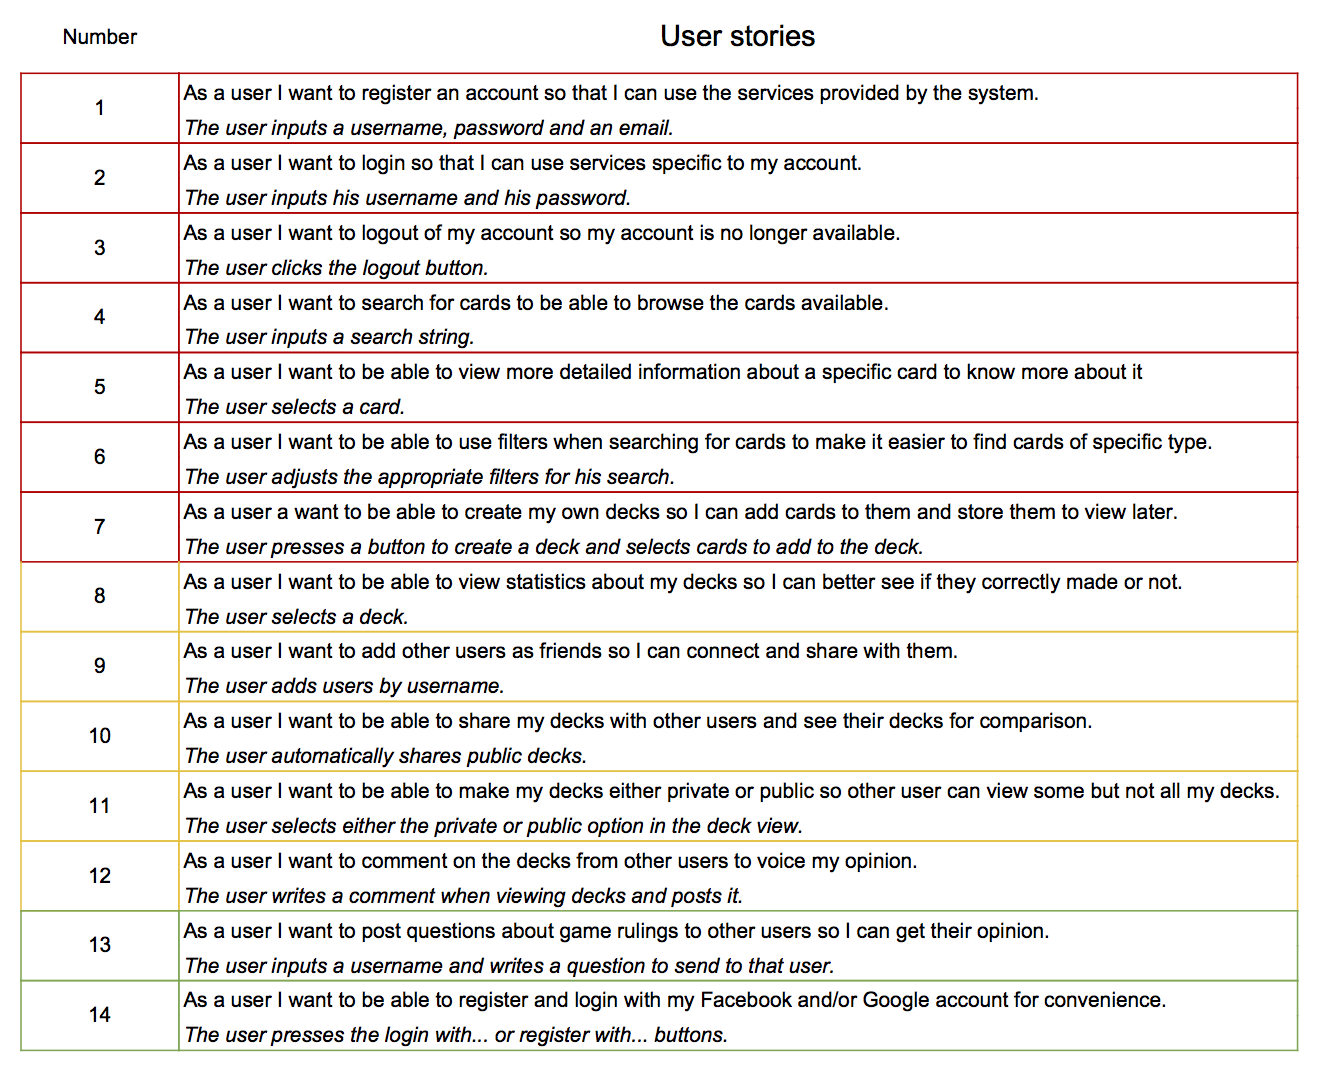 Number User stories
1
As a user I want to register an account so that I can use the services provided by the system.
The user inputs a username, password and an email.
2
As a user I want to login so that I can use services specific to my account.
The user inputs his username and his password.
3
As a user I want to logout of my account so my account is no longer available.
The user clicks the logout button.
4
As a user I want to search for cards to be able to browse the cards available.
The user inputs a search string.
5
As a user I want to be able to view more detailed information about a specific card to know more about it
The user selects a card.
6
As a user I want to be able to use filters when searching for cards to make it easier to find cards of specific type.
The user adjusts the appropriate filters for his search.
7
As a user a want to be able to create my own decks so I can add cards to them and store them to view later.
The user presses a button to create a deck and selects cards to add to the deck.
8
As a user I want to be able to view statistics about my decks so I can better see if they correctly made or not.
The user selects a deck.
9
As a user I want to add other users as friends so I can connect and share with them.
The user adds users by username.
10
As a user I want to be able to share my decks with other users and see their decks for comparison.
The user automatically shares public decks.
11
As a user I want to be able to make my decks either private or public so other user can view some but not all my decks.
The user selects either the private or public option in the deck view.
12
As a user I want to comment on the decks from other users to voice my opinion.
The user writes a comment when viewing decks and posts it.
13
As a user I want to post questions about game rulings to other users so I can get their opinion.
The user inputs a username and writes a question to send to that user.
14
As a user I want to be able to register and login with my Facebook and/or Google account for convenience.
The user presses the login with... or register with... buttons.